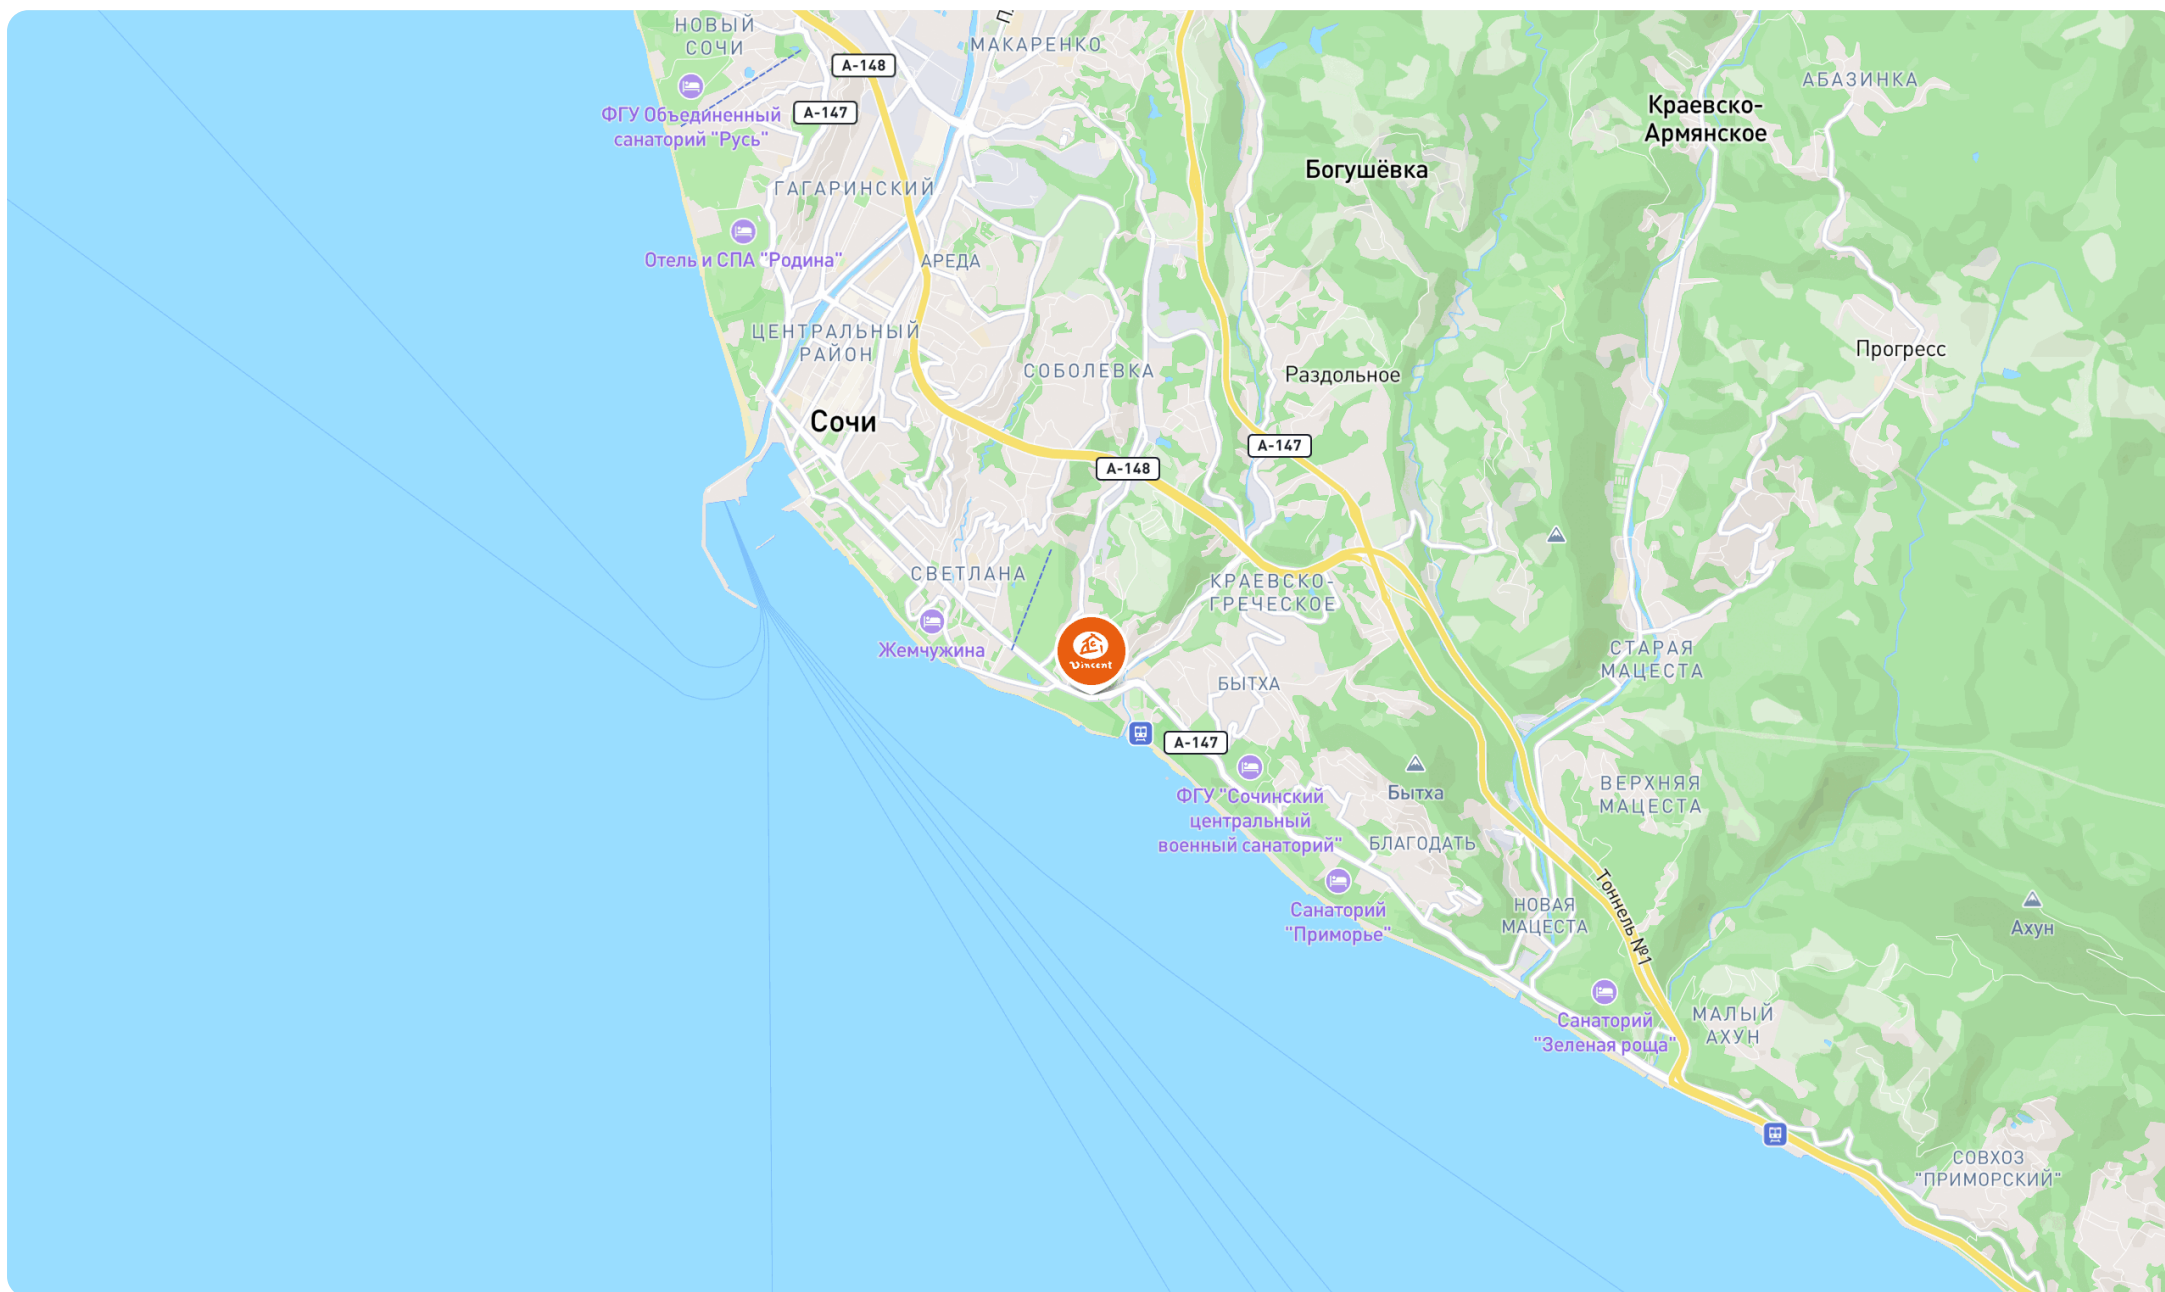 НОВЫЙ
СОЧИ
МАКАРЕНКО
А-148
А-147
ФГУ Объединенный
санаторий "Русь"
АБАЗИНКА
Краевско-
Армянское
Богушёвка
ГАГАРИНСКИЙ
Отель и СПА "Родина"
АРЕДА
ЦЕНТРАЛЬНЫЙ
РАЙОН
СОБОЛЕВКА
Раздольное
Прогресс
Сочи
А-148
А-147
СВЕТЛАНА
КРАЕВСКО-
ГРЕЧЕСКОЕ
Жемчужина
Vincent
БЫТХА
СТАРАЯ
МАЦЕСТА
А-147
ФГУ "Сочинский
центральный
военный санаторий"
Бытха
ВЕРХНЯЯ
МАЦЕСТА
БЛАГОДАТЬ
Санаторий
"Приморье"
НОВАЯ
МАЦЕСТА
Тоннель №1
Ахун
Санаторий
"Зеленая роща"
МАЛЫЙ
АХУН
СОВХОЗ
"ПРИМОРСКИЙ"